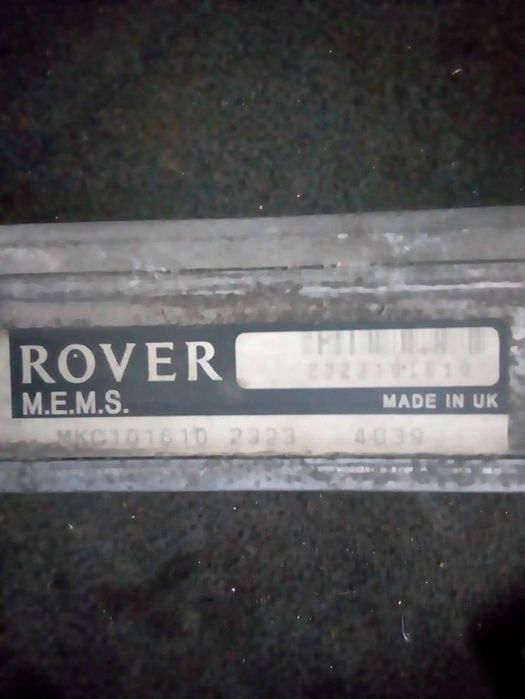 ROVER
M.E.M.S.
MADE IN UK
MKC101610 2323 4039